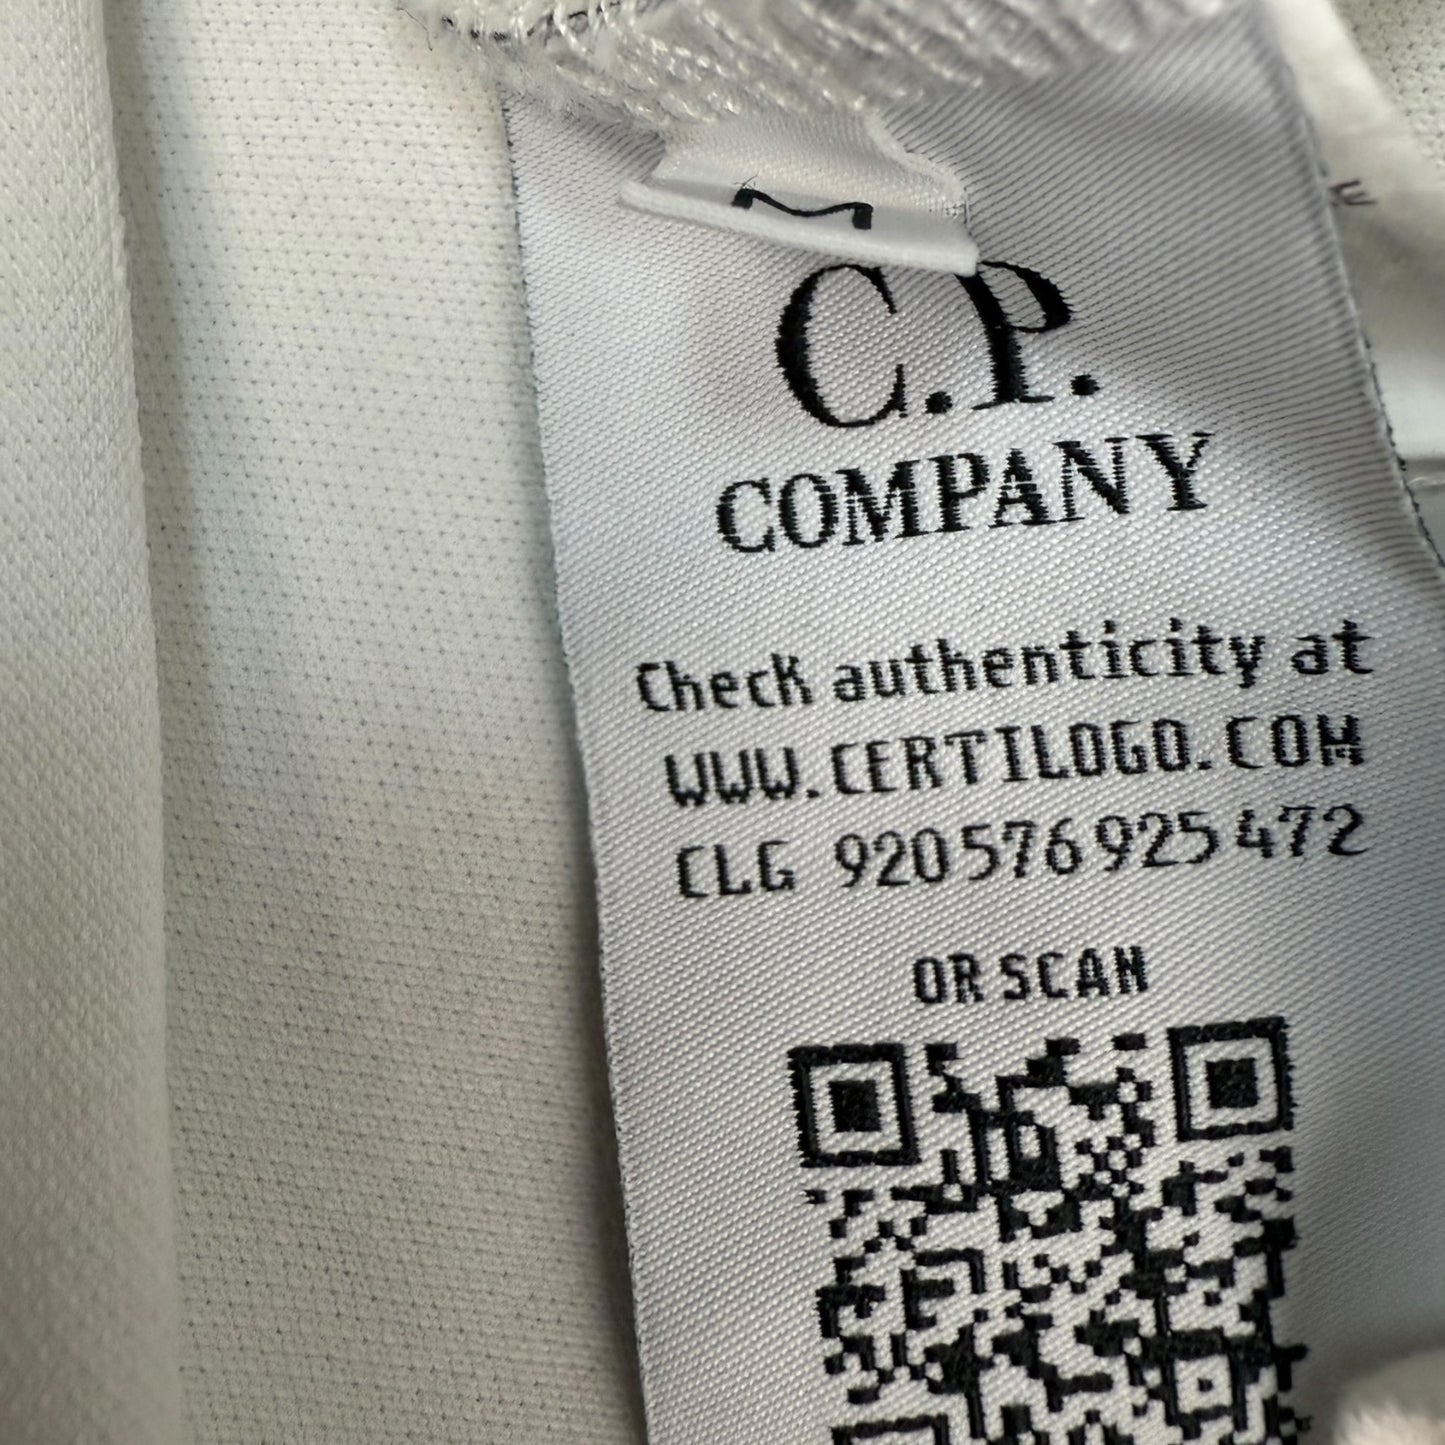 C.P.
COMPANY
Check authenticity at
WWW.CERTILOGO.COM
CLG 920576925472
OR SCAN